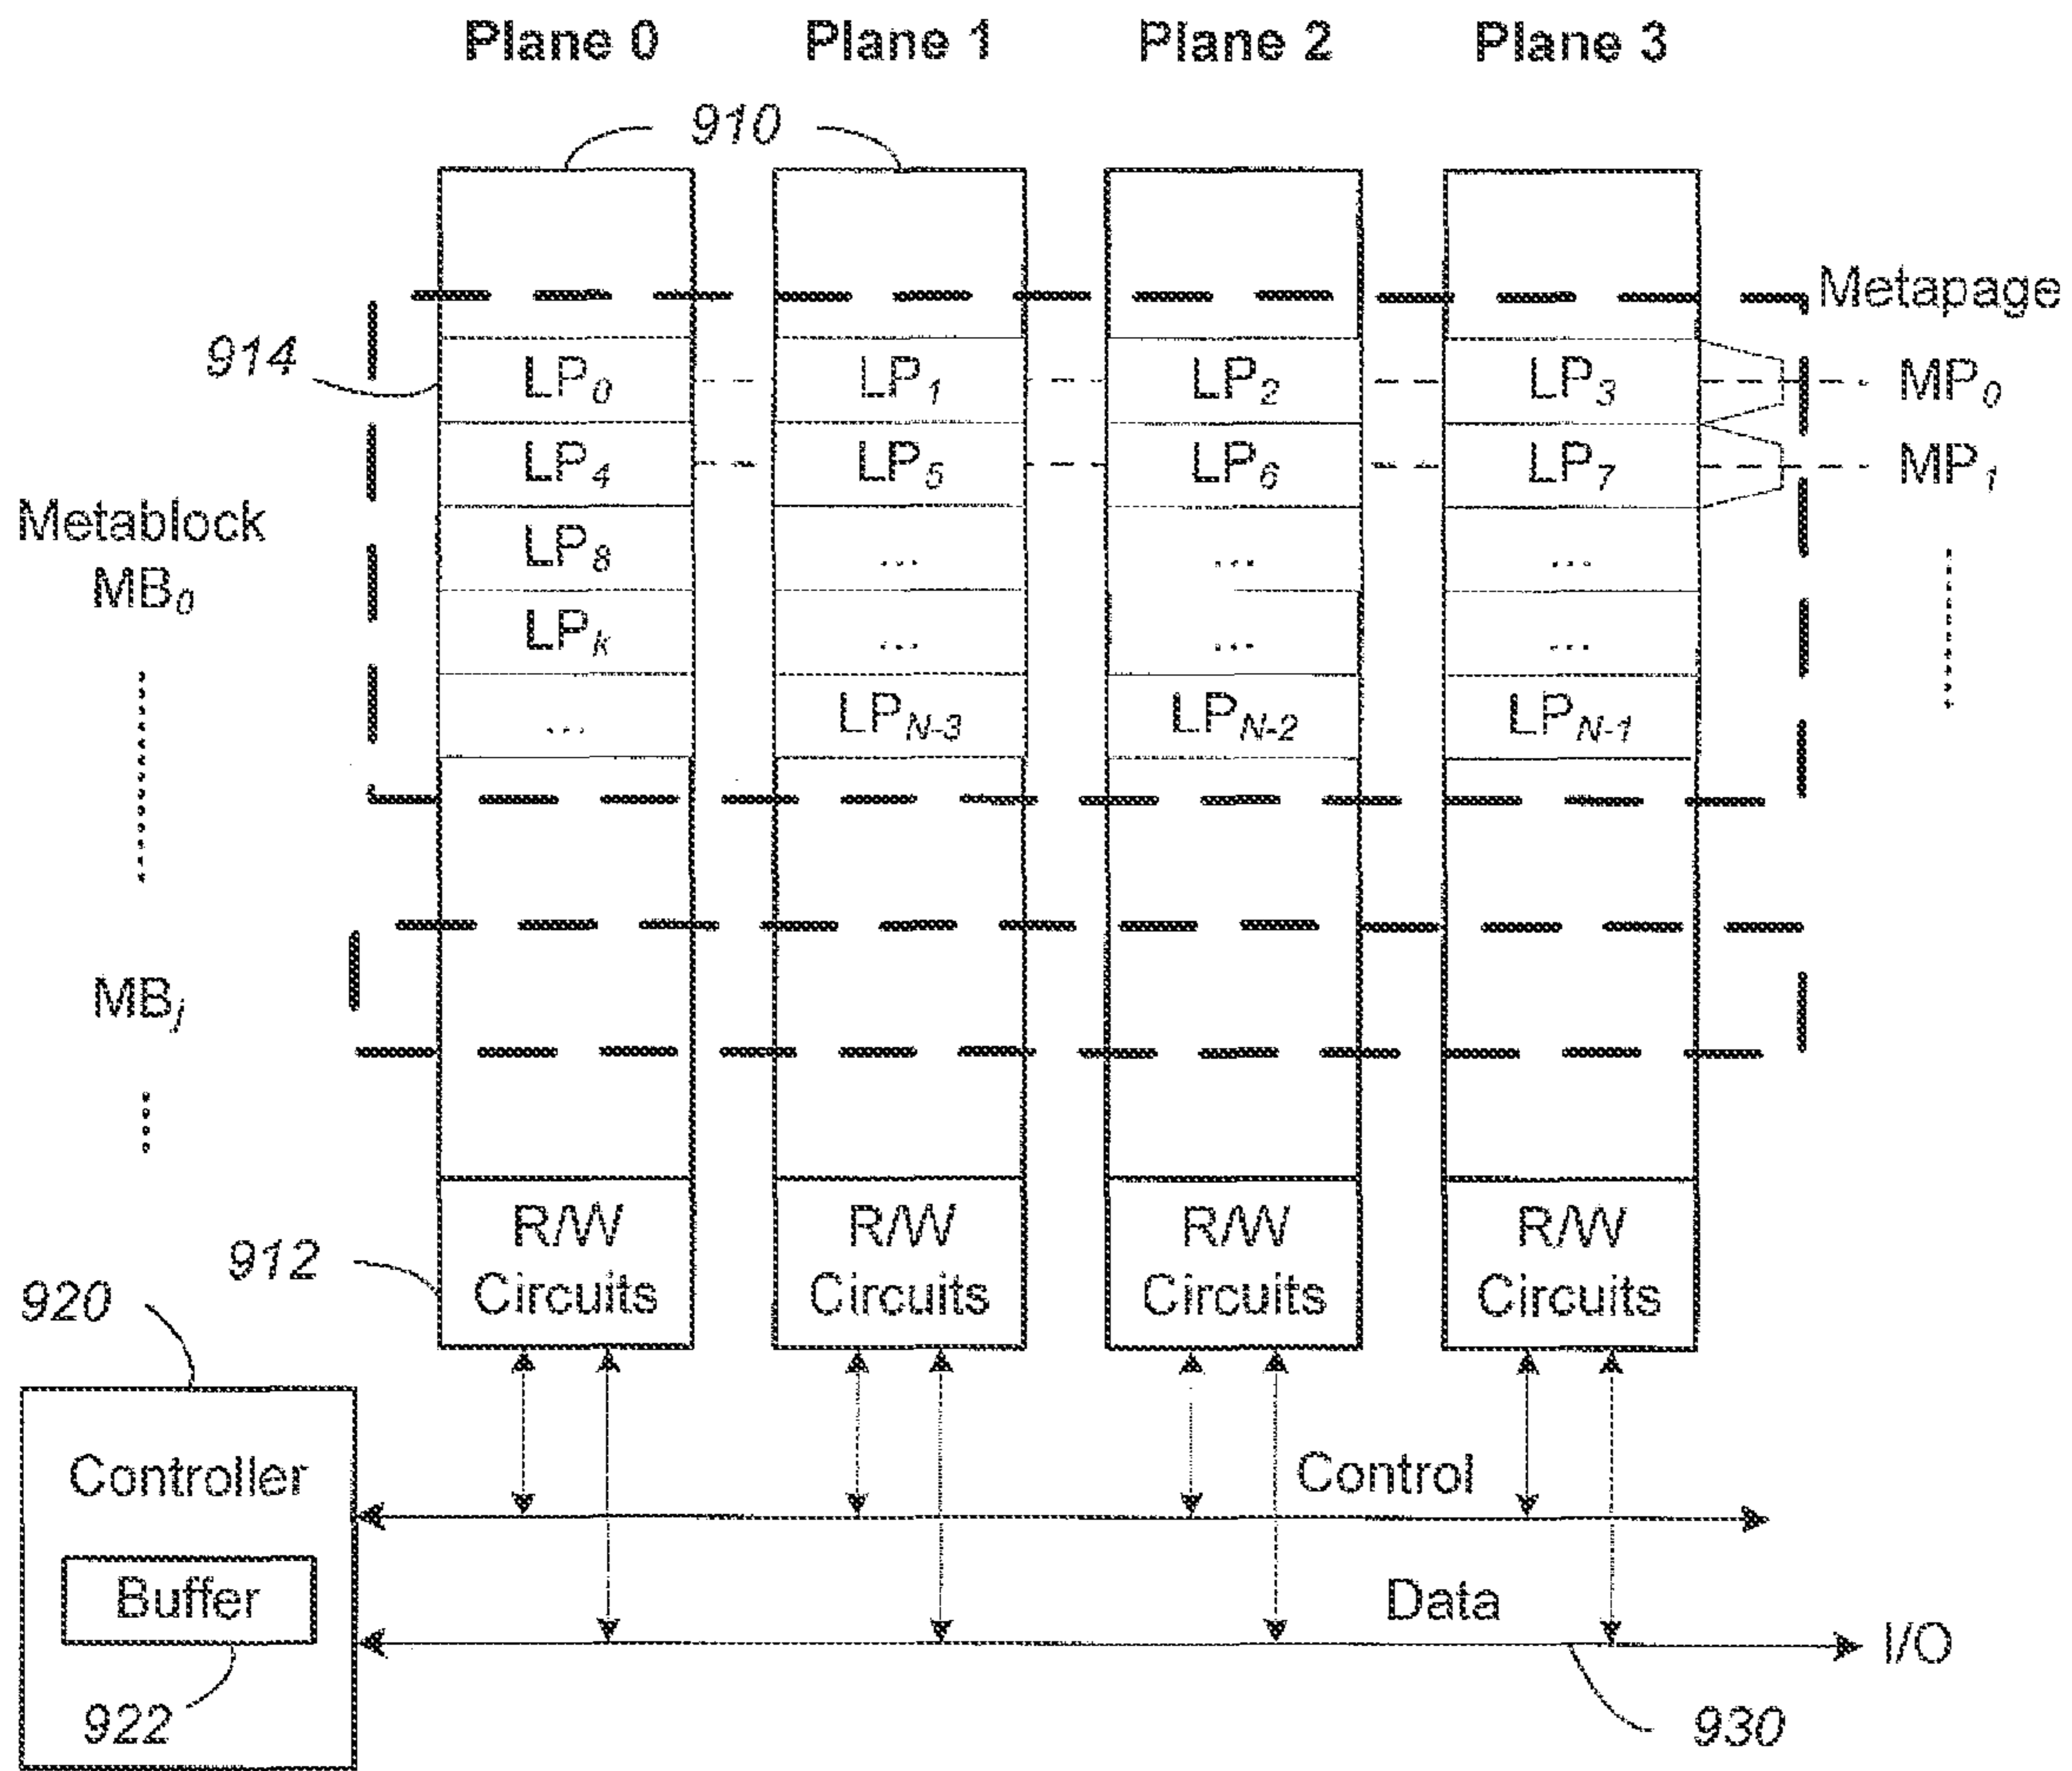 Plane 0 Plane 1 Plane 2 Plane 3
910
Metapage
914 LP0 LP1 LP2 LP3 MP0
LP4 LP5 LP6 LP7 MP1
Metablock
MB0
LP8 ... ... ...
LPk ... ... ...
... LPN-3 LPN-2 LPN-1
MBj
R/W Circuits R/W Circuits R/W Circuits R/W Circuits
912
920
Controller
Control
Buffer
Data
I/O
922
930